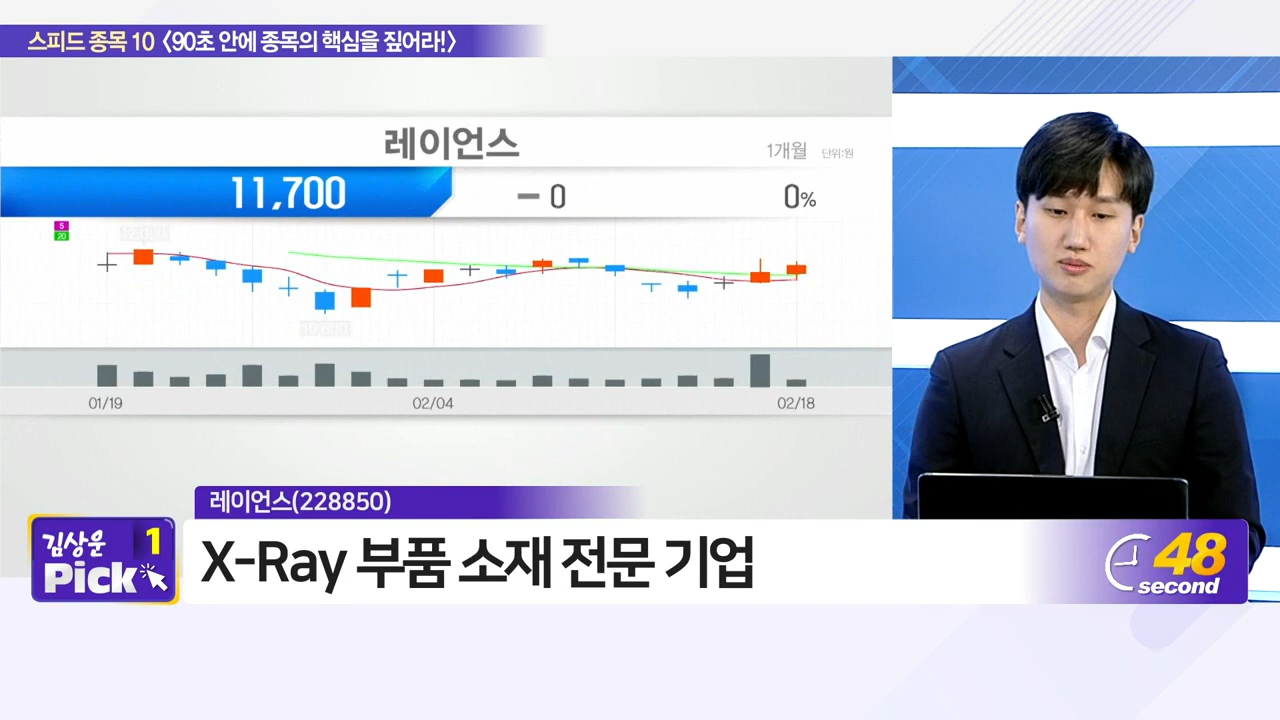 스피드 종목 10 〈90초 안에 종목의 핵심을 짚어라!〉
레이언스
1개월 단위:원
11,700 0 0%
5
20
01/19 02/04 02/18
레이언스(228850)
김상운 1
Pick
X-Ray 부품 소재 전문 기업
48
second